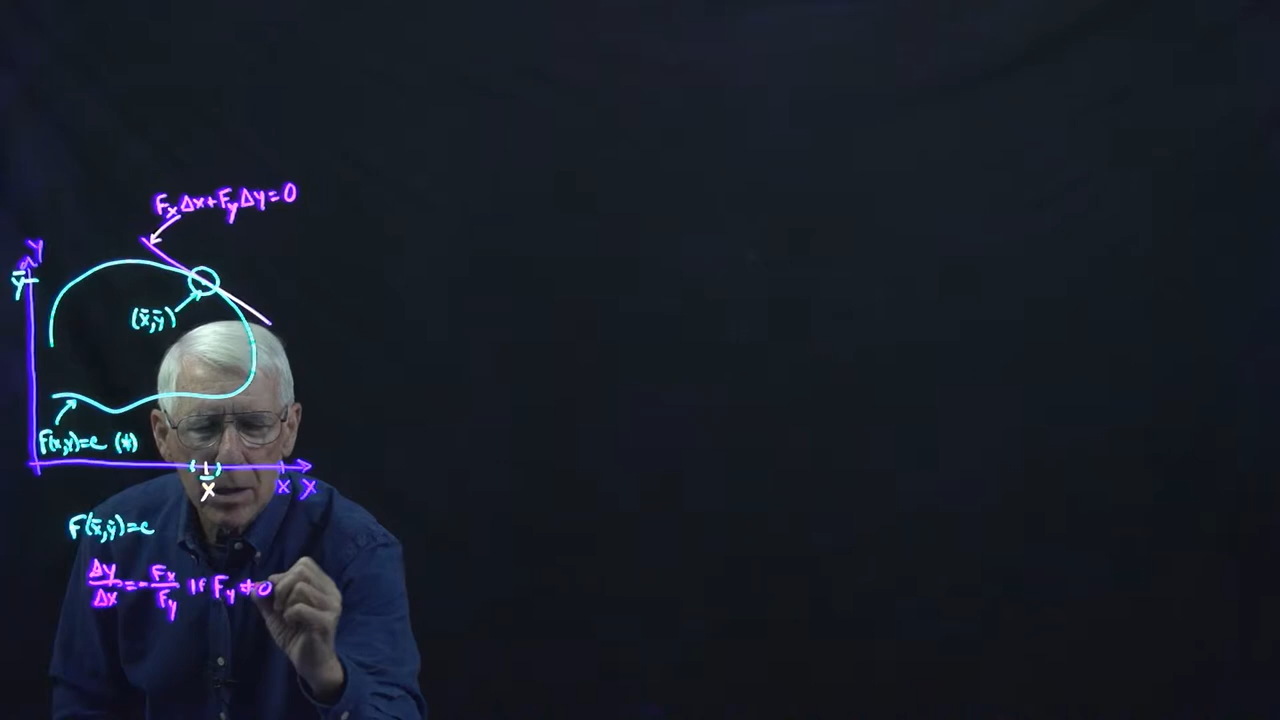 Fx Δx + Fy Δy = 0
y
ȳ
(x̄, ȳ)
F(x,y)=c (*)
( )
x̄
x x
F(x̄,ȳ)=c
Δy/Δx = -Fx/Fy if Fy ≠ 0